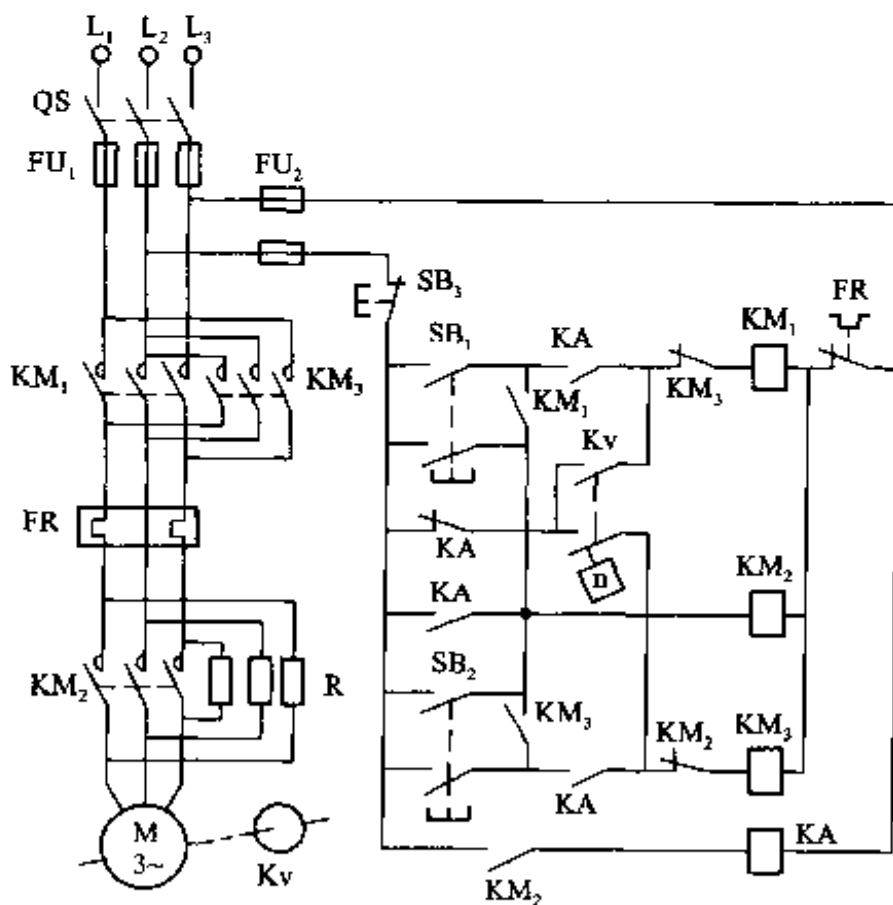 L₁ L₂ L₃
QS
FU₁
FU₂
SB₃
FR
SB₁
KA
KM₁
KM₁
KM₃
KM₃
KM₁
Kv
FR
KA
n
KA
KM₂
SB₂
KM₂
R
KM₃
KM₂
KM₃
KA
M
3~
Kv
KM₂
KA